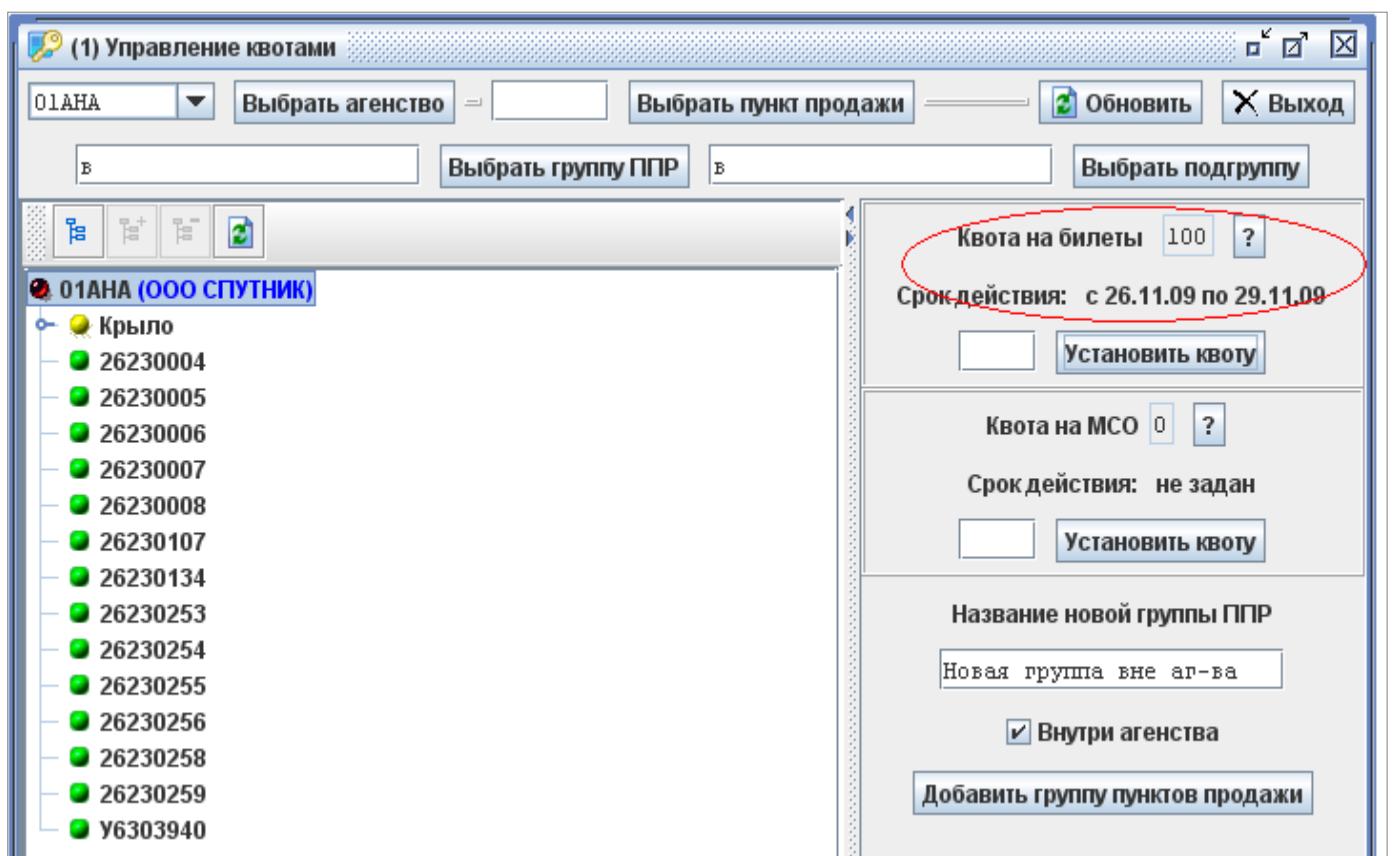 (1) Управление квотами
01АНА Выбрать агенство Выбрать пункт продажи Обновить Выход
в Выбрать группу ППР в Выбрать подгруппу
Квота на билеты 100 ?
Срок действия: с 26.11.09 по 29.11.09
Установить квоту
Квота на МСО 0 ?
Срок действия: не задан
Установить квоту
Название новой группы ППР
Новая группа вне аг-ва
Внутри агенства
Добавить группу пунктов продажи
01АНА (ООО СПУТНИК)
Крыло
26230004
26230005
26230006
26230007
26230008
26230107
26230134
26230253
26230254
26230255
26230256
26230258
26230259
У6303940